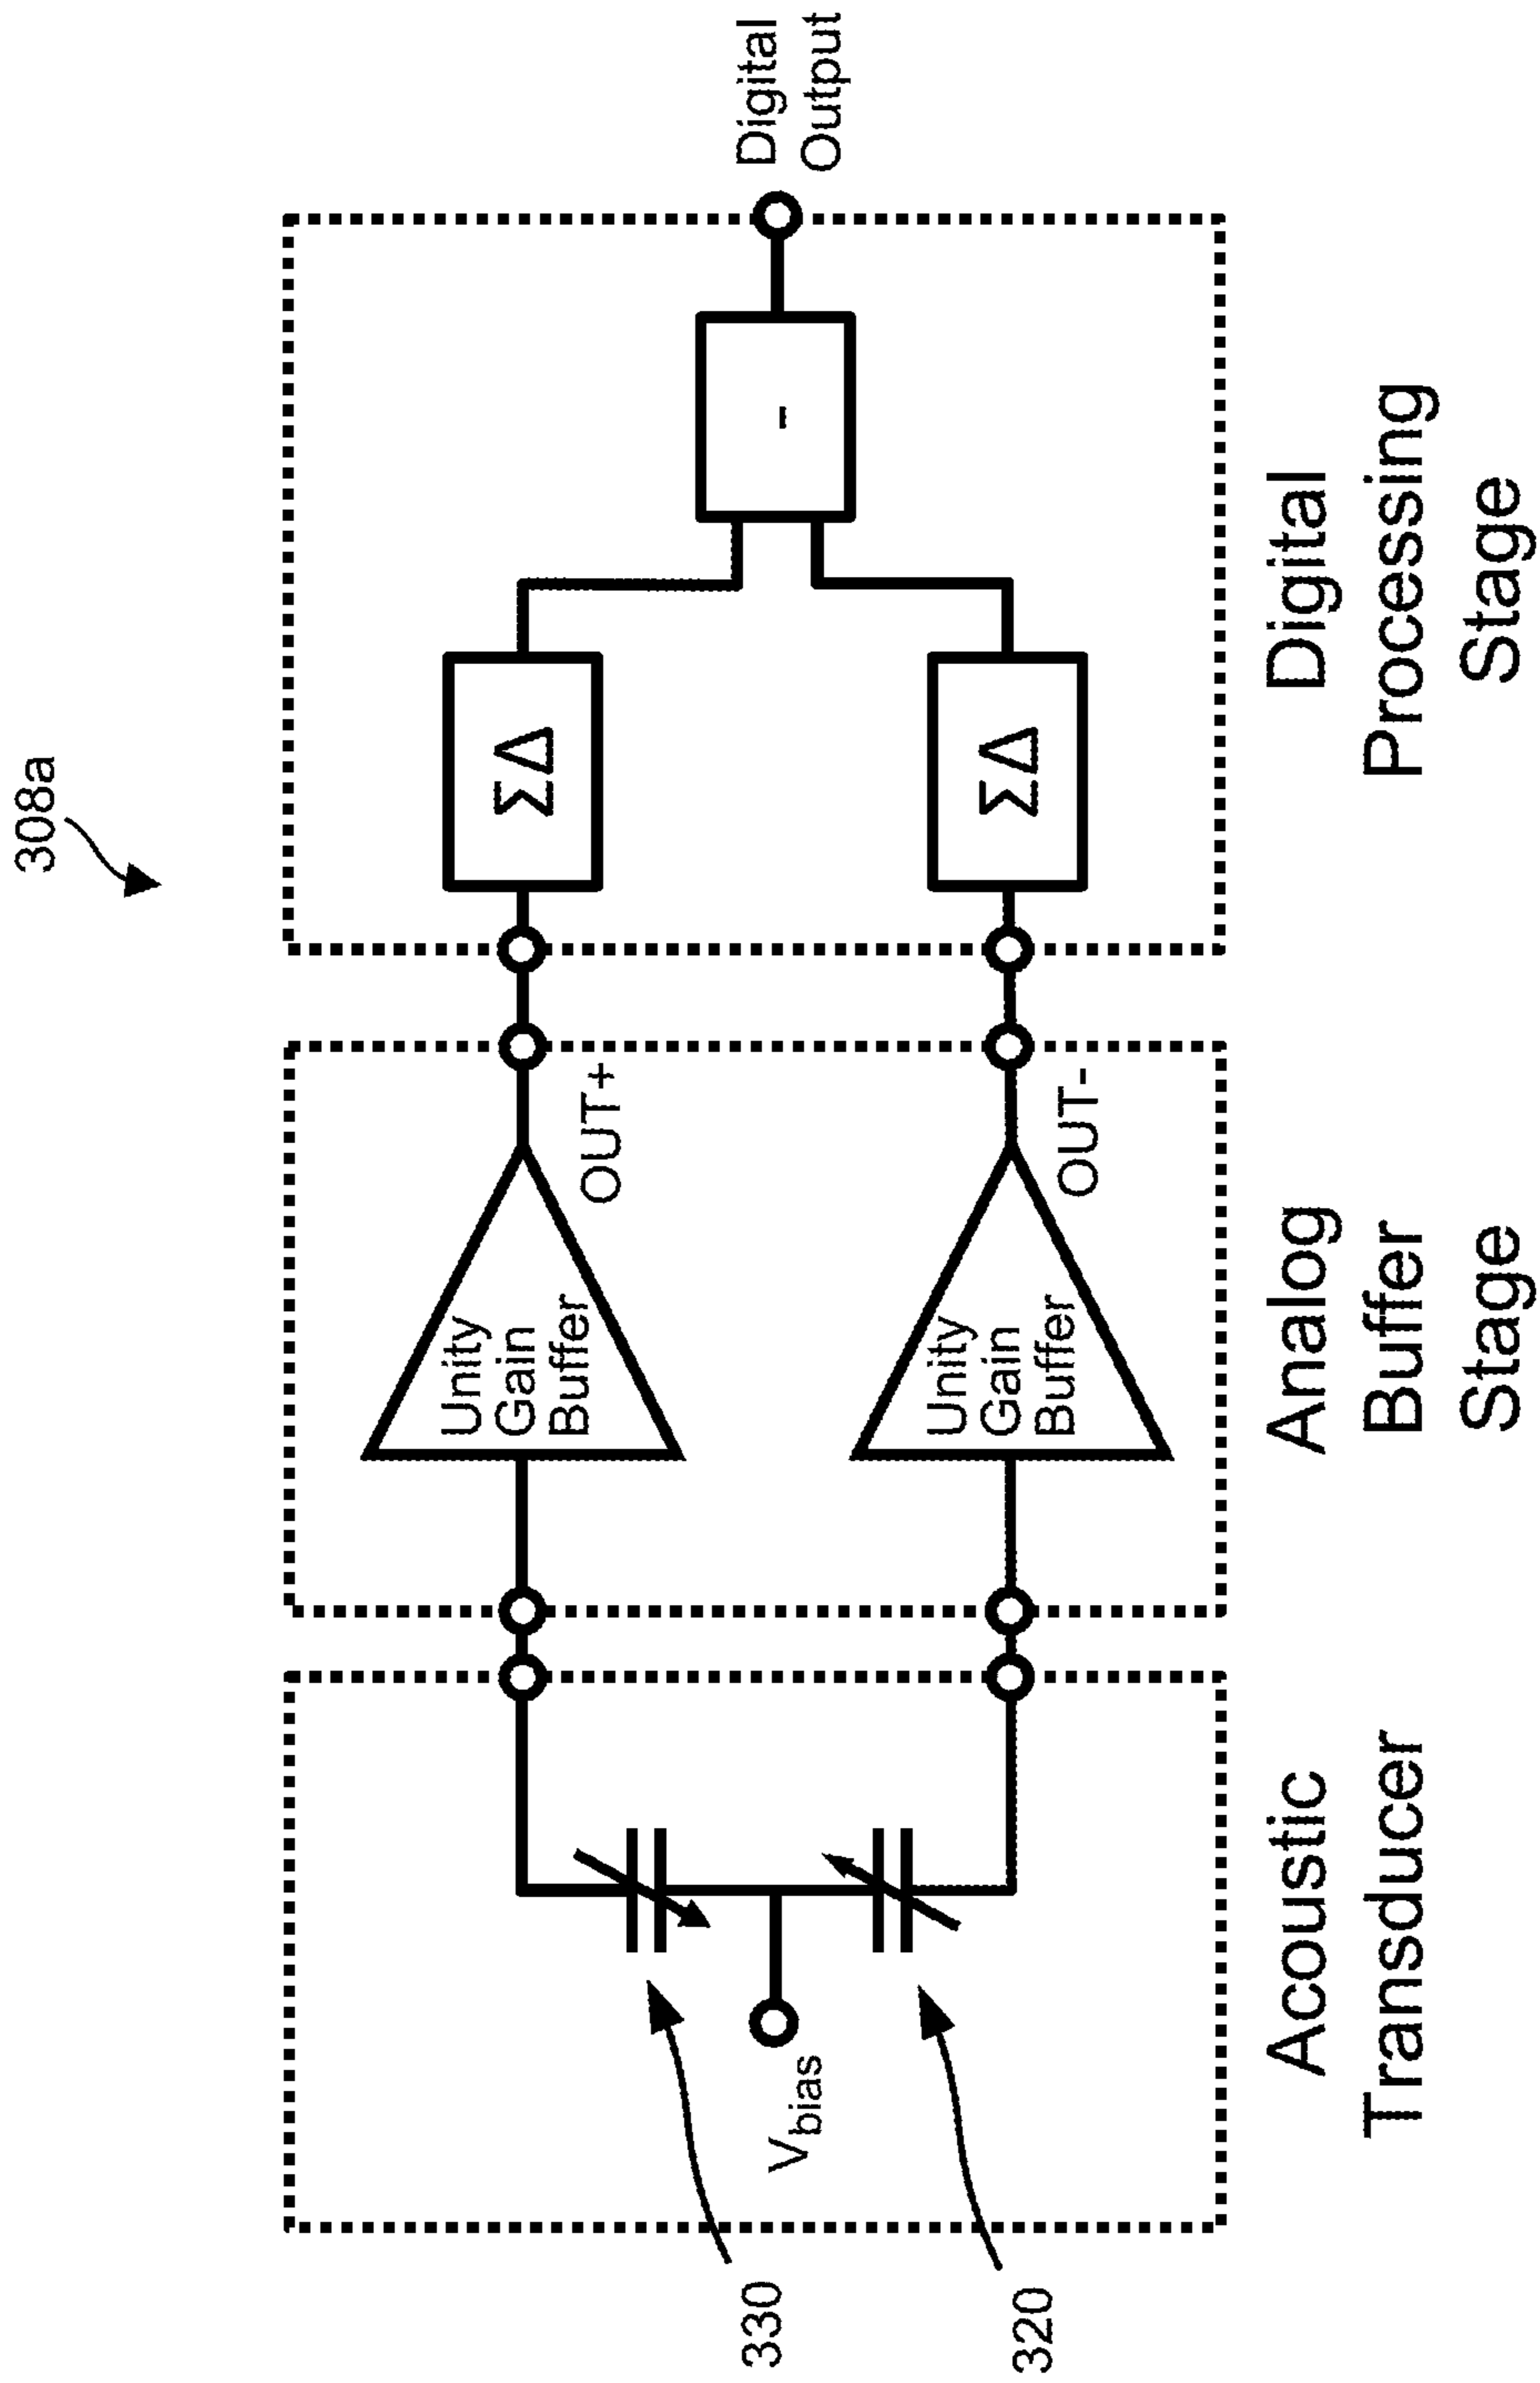 308a
330
320
V bias
Unity
Gain
Buffer
OUT+
Unity
Gain
Buffer
OUT-
ΣΔ
ΣΔ
-
Digital
Output
Acoustic
Transducer
Analog
Buffer
Stage
Digital
Processing
Stage